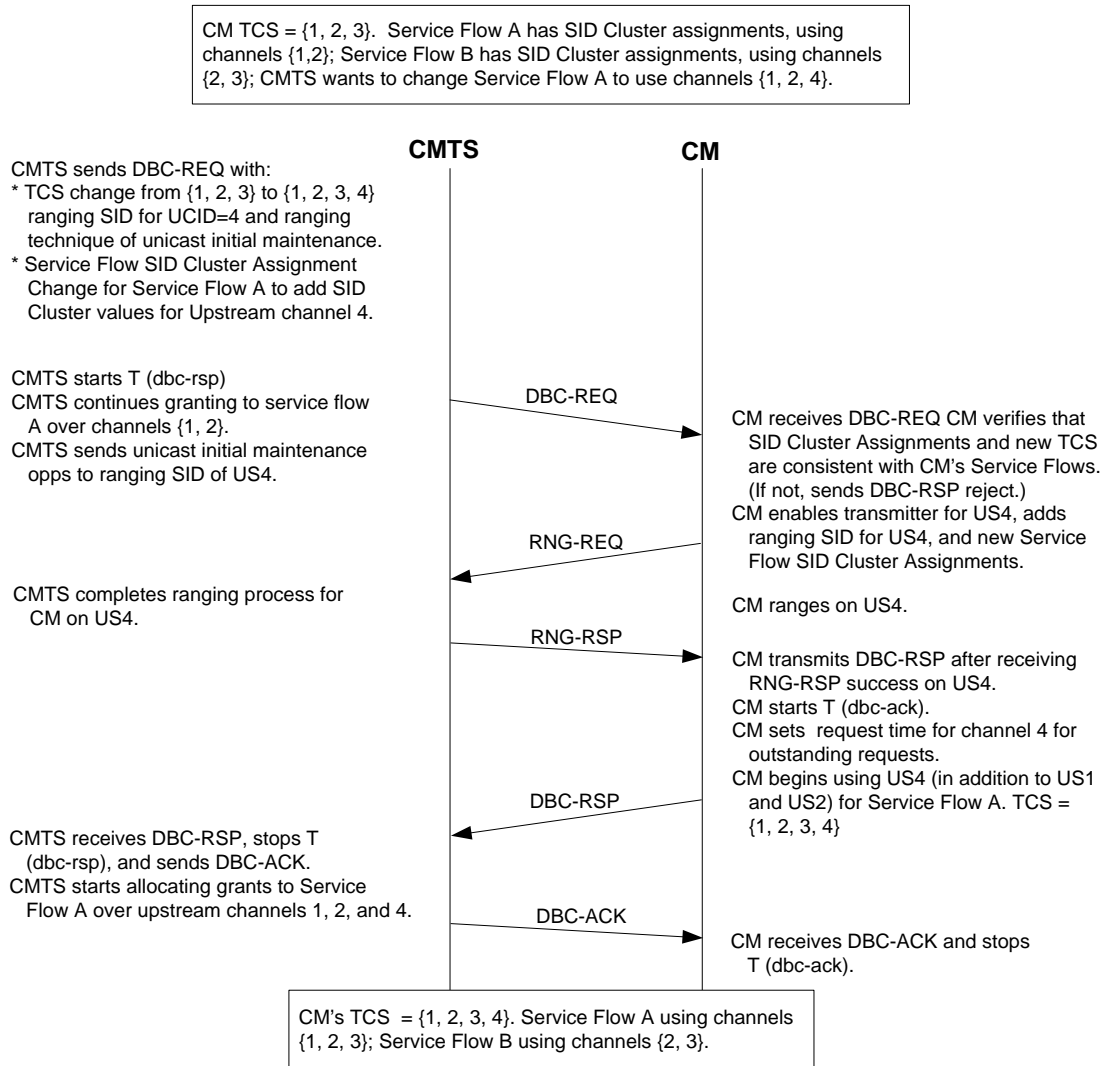 CM TCS = {1, 2, 3}. Service Flow A has SID Cluster assignments, using
channels {1,2}; Service Flow B has SID Cluster assignments, using channels
{2, 3}; CMTS wants to change Service Flow A to use channels {1, 2, 4}.
CMTS
CM
CMTS sends DBC-REQ with:
* TCS change from {1, 2, 3} to {1, 2, 3, 4}
ranging SID for UCID=4 and ranging
technique of unicast initial maintenance.
* Service Flow SID Cluster Assignment
Change for Service Flow A to add SID
Cluster values for Upstream channel 4.
CMTS starts T (dbc-rsp)
CMTS continues granting to service flow
A over channels {1, 2}.
CMTS sends unicast initial maintenance
opps to ranging SID of US4.
DBC-REQ
CM receives DBC-REQ CM verifies that
SID Cluster Assignments and new TCS
are consistent with CM's Service Flows.
(If not, sends DBC-RSP reject.)
CM enables transmitter for US4, adds
ranging SID for US4, and new Service
Flow SID Cluster Assignments.
RNG-REQ
CMTS completes ranging process for
CM on US4.
CM ranges on US4.
RNG-RSP
CM transmits DBC-RSP after receiving
RNG-RSP success on US4.
CM starts T (dbc-ack).
CM sets request time for channel 4 for
outstanding requests.
CM begins using US4 (in addition to US1
and US2) for Service Flow A. TCS =
{1, 2, 3, 4}
DBC-RSP
CMTS receives DBC-RSP, stops T
(dbc-rsp), and sends DBC-ACK.
CMTS starts allocating grants to Service
Flow A over upstream channels 1, 2, and 4.
DBC-ACK
CM receives DBC-ACK and stops
T (dbc-ack).
CM's TCS = {1, 2, 3, 4}. Service Flow A using channels
{1, 2, 3}; Service Flow B using channels {2, 3}.